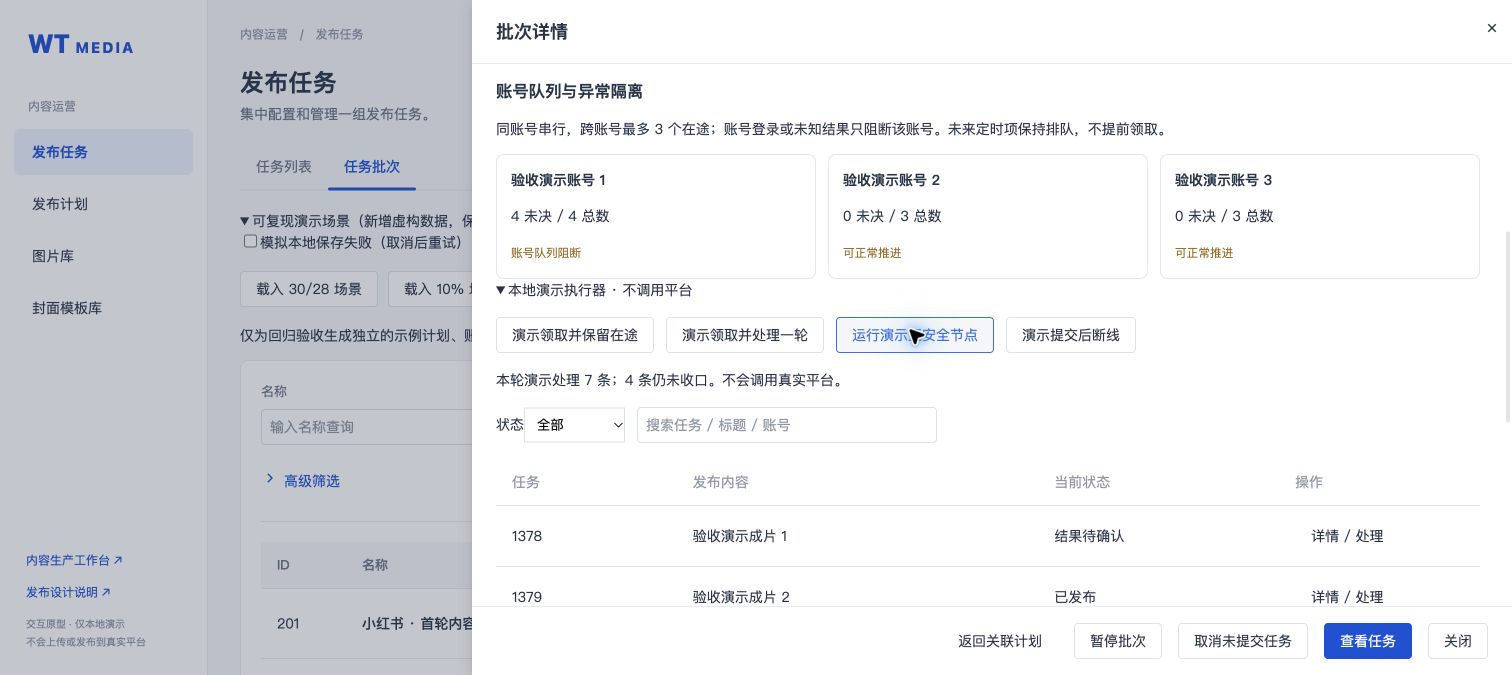 WT MEDIA
内容运营
发布任务
发布计划
图片库
封面模板库
内容生产工作台 ↗
发布设计说明 ↗
交互原型 · 仅本地演示
不会上传或发布到真实平台
内容运营 / 发布任务
发布任务
集中配置和管理一组发布任务。
任务列表 任务批次
▼可复现演示场景（新增虚构数据，保
模拟本地保存失败（取消后重试）
载入 30/28 场景 载入 10%
仅为回归验收生成独立的示例计划、
名称
输入名称查询
高级筛选
ID 名称
201 小红书 · 首轮内容
批次详情 ×
账号队列与异常隔离
同账号串行，跨账号最多 3 个在途；账号登录或未知结果只阻断该账号。未来定时项保持排队，不提前领取。
验收演示账号 1
4 未决 / 4 总数
账号队列阻断
验收演示账号 2
0 未决 / 3 总数
可正常推进
验收演示账号 3
0 未决 / 3 总数
可正常推进
▼本地演示执行器 · 不调用平台
演示领取并保留在途 演示领取并处理一轮 运行演示 安全节点 演示提交后断线
本轮演示处理 7 条；4 条仍未收口。不会调用真实平台。
状态 全部 搜索任务 / 标题 / 账号
任务 发布内容 当前状态 操作
1378 验收演示成片 1 结果待确认 详情 / 处理
1379 验收演示成片 2 已发布 详情 / 处理
返回关联计划 暂停批次 取消未提交任务 查看任务 关闭